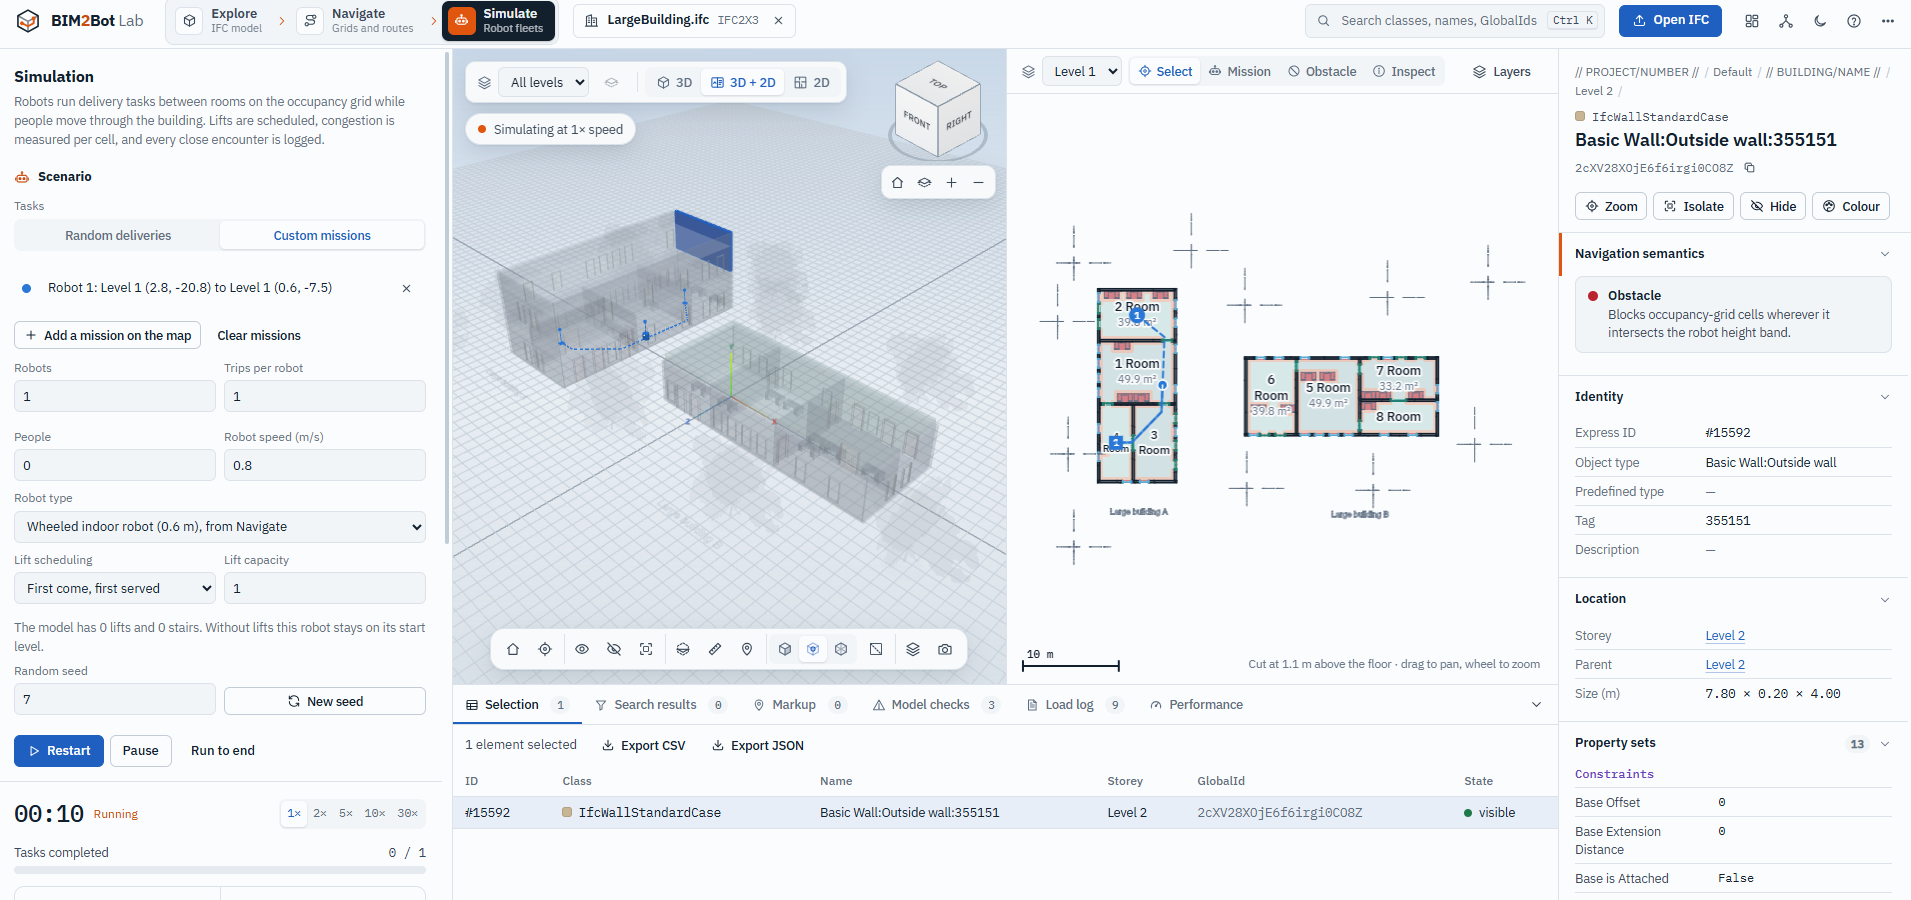 BIM2Bot Lab
Explore
IFC model
Navigate
Grids and routes
Simulate
Robot fleets
LargeBuilding.ifc IFC2X3
Search classes, names, GlobalIds Ctrl K
Open IFC
Simulation
Robots run delivery tasks between rooms on the occupancy grid while
people move through the building. Lifts are scheduled, congestion is
measured per cell, and every close encounter is logged.
Scenario
Tasks
Random deliveries Custom missions
Robot 1: Level 1 (2.8, -20.8) to Level 1 (0.6, -7.5)
Add a mission on the map Clear missions
Robots Trips per robot
1 1
People Robot speed (m/s)
0 0.8
Robot type
Wheeled indoor robot (0.6 m), from Navigate
Lift scheduling Lift capacity
First come, first served 1
The model has 0 lifts and 0 stairs. Without lifts this robot stays on its start
level.
Random seed
7 New seed
Restart Pause Run to end
00:10 Running 1× 2× 5× 10× 30×
Tasks completed 0 / 1
All levels 3D 3D + 2D 2D
Simulating at 1× speed
TOP
FRONT RIGHT
Y
Z X
Level 1 Select Mission Obstacle Inspect Layers
2 Room
1
1 Room
49.9 m²
3
Room
1
Room
6
Room
39.8 m²
5 Room
49.9 m²
7 Room
33.2 m²
8 Room
Large building A
Large building B
10 m
Cut at 1.1 m above the floor · drag to pan, wheel to zoom
Selection 1 Search results 0 Markup 0 Model checks 3 Load log 9 Performance
1 element selected Export CSV Export JSON
ID Class Name Storey GlobalId State
#15592 IfcWallStandardCase Basic Wall:Outside wall:355151 Level 2 2cXV28XOjE6f6irgi0CO8Z visible
// PROJECT/NUMBER // / Default / // BUILDING/NAME // /
Level 2 /
IfcWallStandardCase
Basic Wall:Outside wall:355151
2cXV28XOjE6f6irgi0CO8Z
Zoom Isolate Hide Colour
Navigation semantics
Obstacle
Blocks occupancy-grid cells wherever it
intersects the robot height band.
Identity
Express ID #15592
Object type Basic Wall:Outside wall
Predefined type —
Tag 355151
Description —
Location
Storey Level 2
Parent Level 2
Size (m) 7.80 × 0.20 × 4.00
Property sets 13
Constraints
Base Offset 0
Base Extension 0
Distance
Base is Attached False